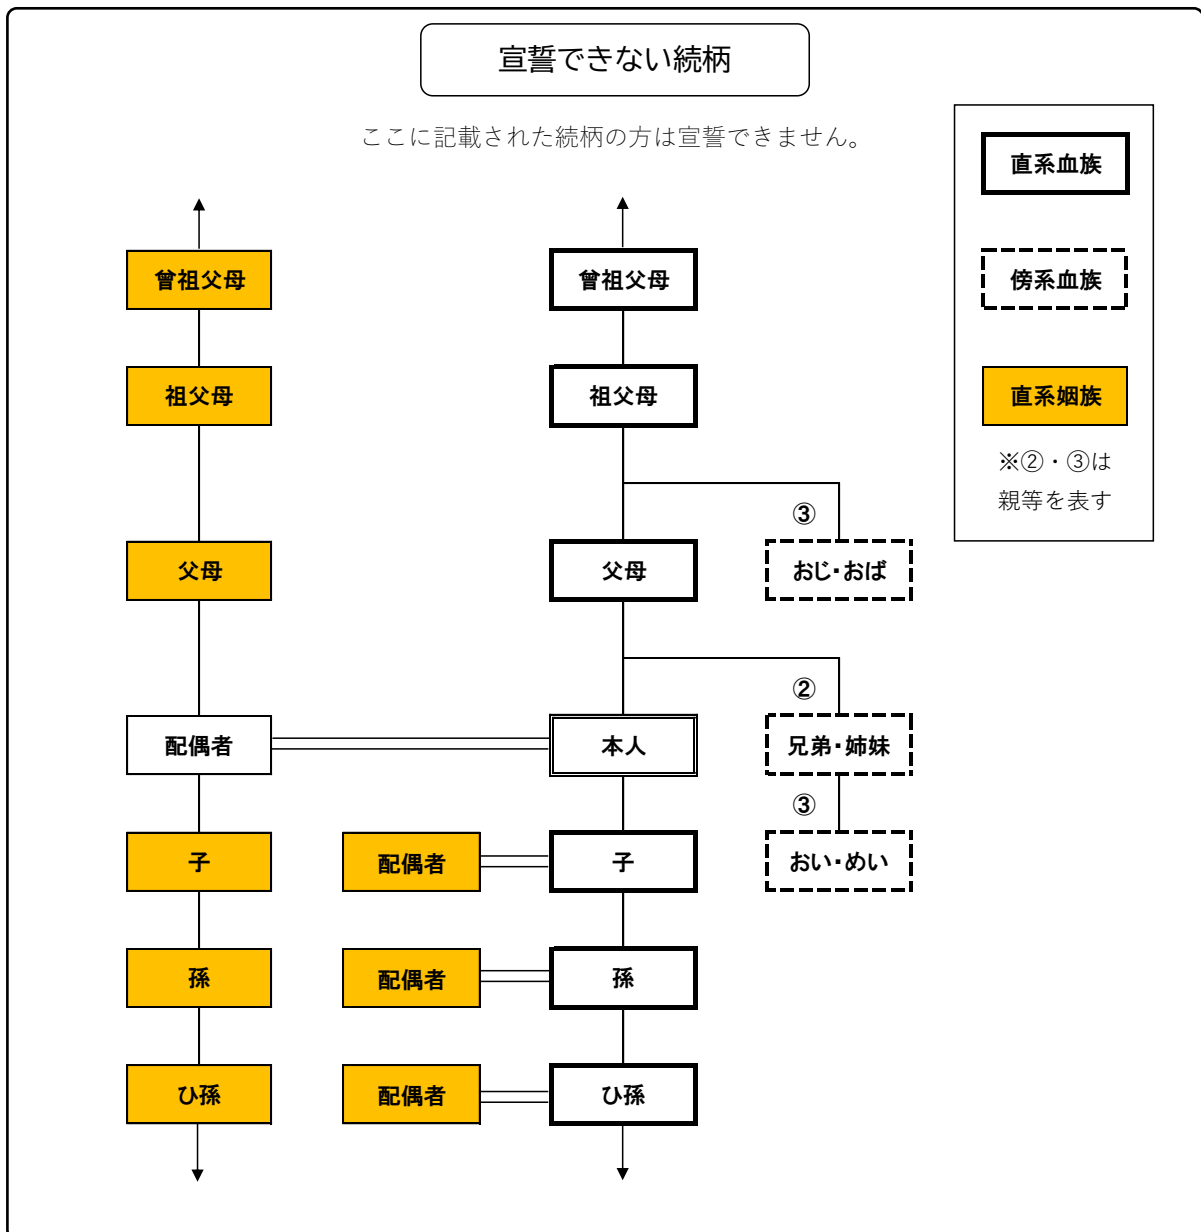 宣誓できない続柄
ここに記載された続柄の方は宣誓できません。
直系血族
傍系血族
直系姻族
※②・③は
親等を表す
曾祖父母
曾祖父母
祖父母
祖父母
③
父母
父母
おじ・おば
②
配偶者
本人
兄弟・姉妹
③
子
配偶者
子
おい・めい
孫
配偶者
孫
ひ孫
配偶者
ひ孫